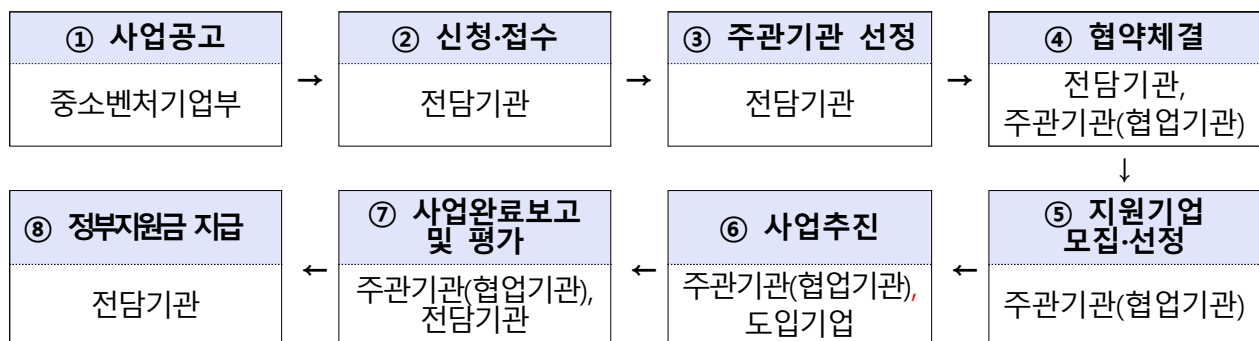 ① 사업공고
중소벤처기업부
→
② 신청·접수
전담기관
→
③ 주관기관 선정
전담기관
→
④ 협약체결
전담기관,
주관기관(협업기관)
↓
⑤ 지원기업
모집·선정
주관기관(협업기관)
←
⑥ 사업추진
주관기관(협업기관),
도입기업
←
⑦ 사업완료보고
및 평가
주관기관(협업기관),
전담기관
←
⑧ 정부지원금 지급
전담기관